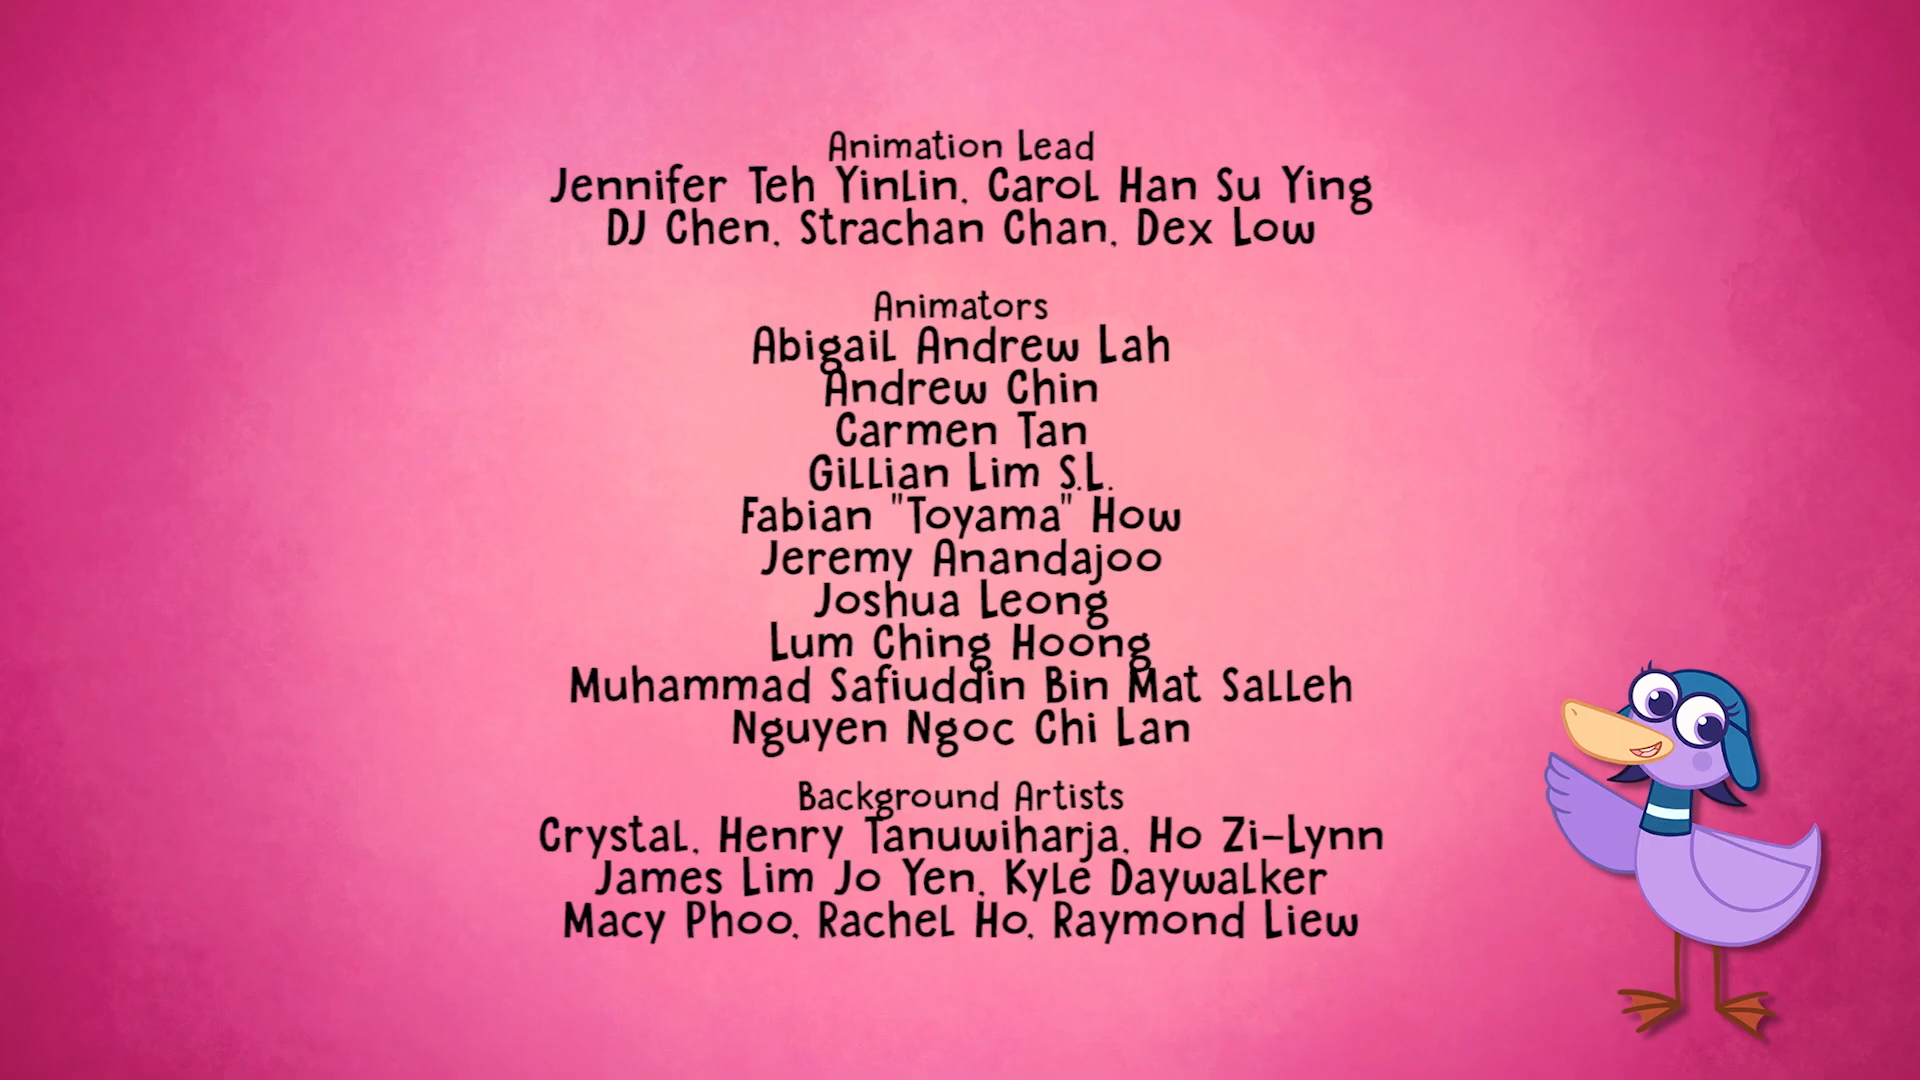 Animation Lead
Jennifer Teh YinLin, Carol Han Su Ying
DJ Chen, Strachan Chan, Dex Low
Animators
Abigail Andrew Lah
Andrew Chin
Carmen Tan
Gillian Lim S.L.
Fabian "Toyama" How
Jeremy Anandajoo
Joshua Leong
Lum Ching Hoong
Muhammad Safiuddin Bin Mat Salleh
Nguyen Ngoc Chi Lan
Background Artists
Crystal, Henry Tanuwiharja, Ho Zi-Lynn
James Lim Jo Yen, Kyle Daywalker
Macy Phoo, Rachel Ho, Raymond Liew